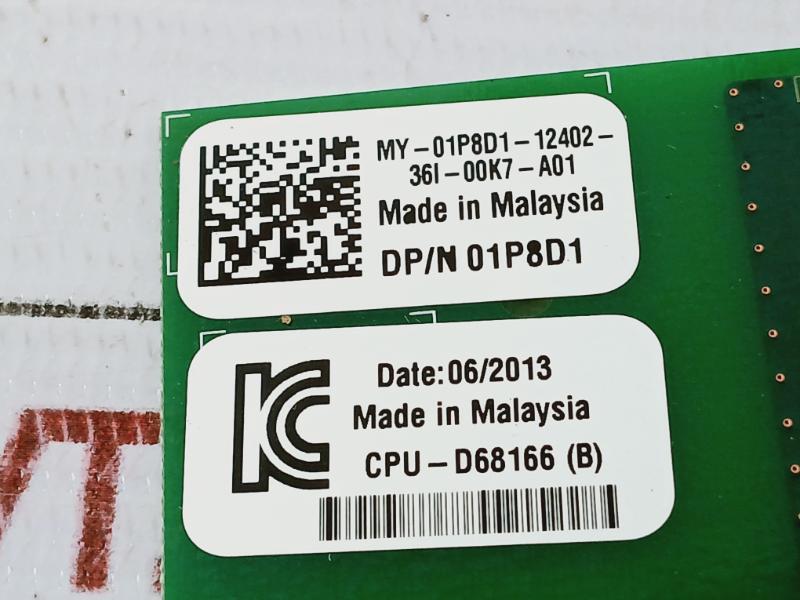 MY-01P8D1-12402-
36I-00K7-A01
Made in Malaysia
DP/N 01P8D1
KC
Date:06/2013
Made in Malaysia
CPU-D68166 (B)